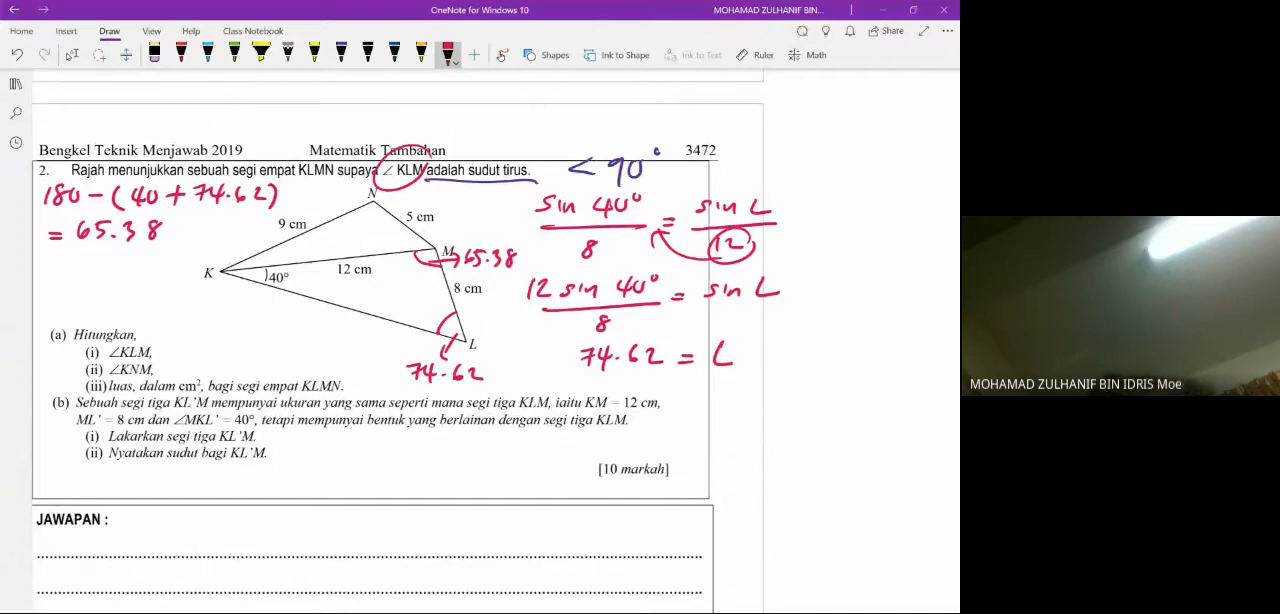 OneNote for Windows 10
MOHAMAD ZULHANIF BIN...
Home Insert Draw View Help Class Notebook
Share
Shapes Ink to Shape Ink to Text Ruler Math
Bengkel Teknik Menjawab 2019 Matematik Tambahan 3472
2. Rajah menunjukkan sebuah segi empat KLMN supaya ∠ KLM adalah sudut tirus.
< 90°
180 - (40 + 74.62)
= 65.38
N
9 cm
5 cm
K
40°
12 cm
M
65.38
8 cm
L
74.62
sin 40° / 8 = sin L / 12
12 sin 40° / 8 = sin L
74.62 = L
(a) Hitungkan,
(i) ∠KLM,
(ii) ∠KNM,
(iii) luas, dalam cm², bagi segi empat KLMN.
(b) Sebuah segi tiga KL'M mempunyai ukuran yang sama seperti mana segi tiga KLM, iaitu KM = 12 cm,
ML' = 8 cm dan ∠MKL' = 40°, tetapi mempunyai bentuk yang berlainan dengan segi tiga KLM.
(i) Lakarkan segi tiga KL'M.
(ii) Nyatakan sudut bagi KL'M.
[10 markah]
JAWAPAN :
MOHAMAD ZULHANIF BIN IDRIS Moe